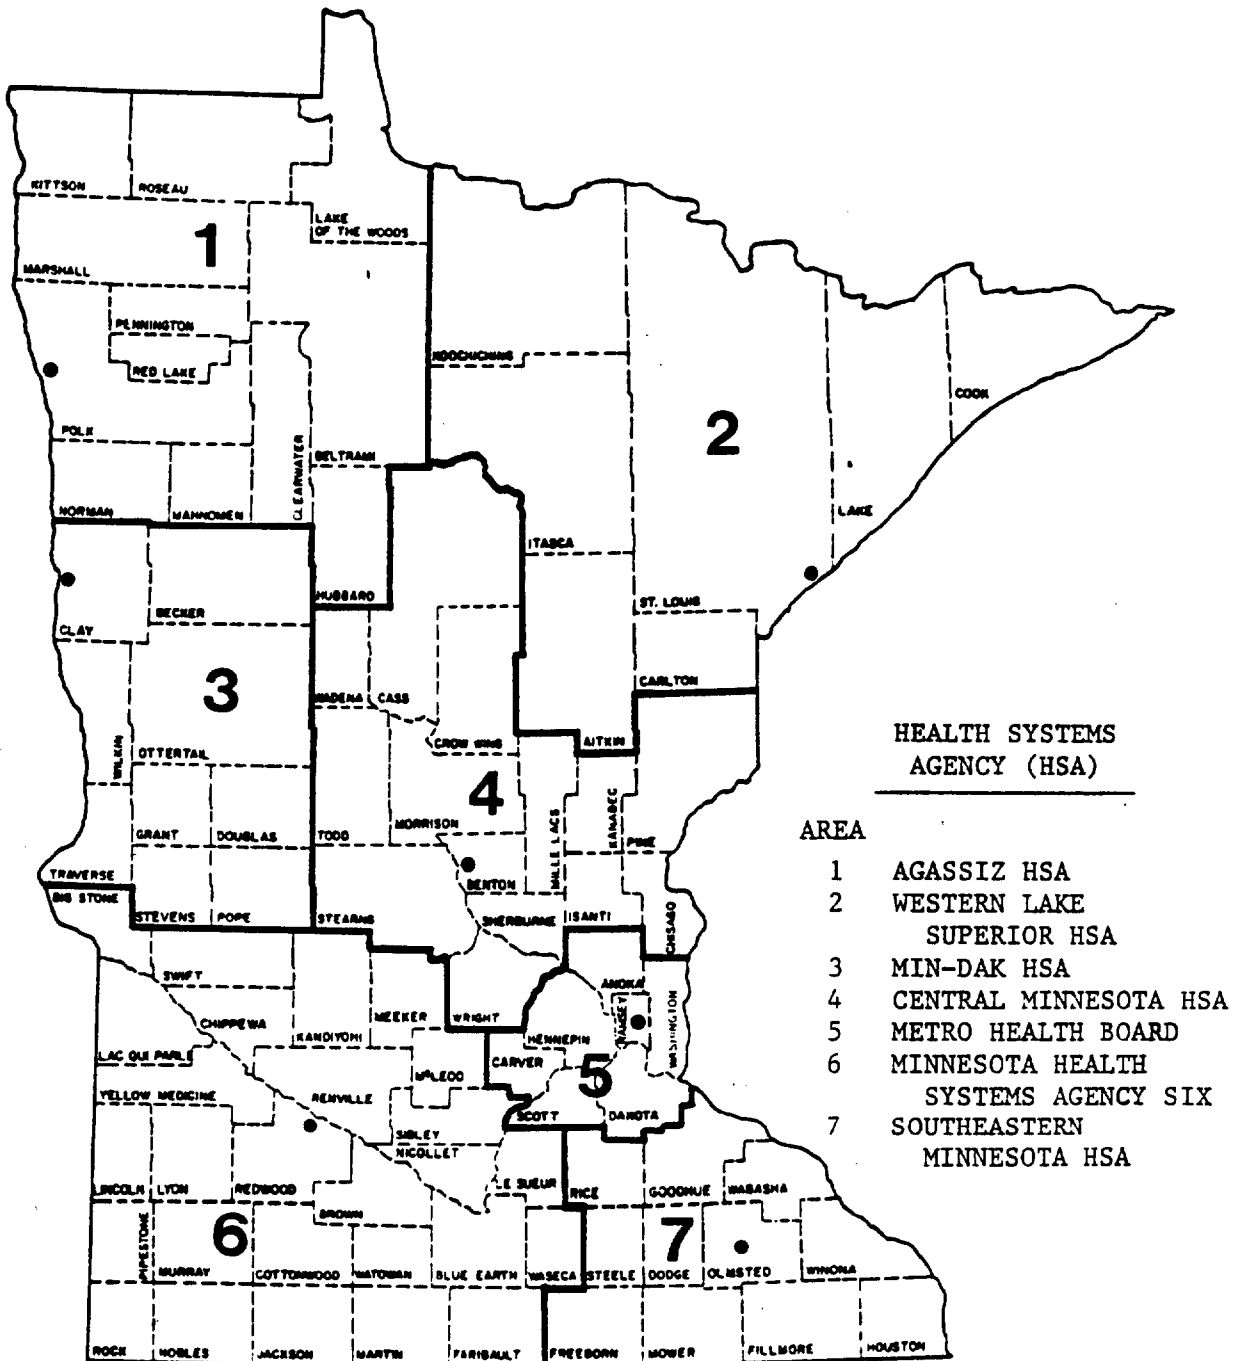 KITTSON
ROSEAU
LAKE
OF THE WOODS
1
MARSHALL
PENNINGTON
RED LAKE
KOOCHICHING
COOK
2
POLK
CLEARWATER
BELTRAMI
NORMAN
MAHNOMEN
LAKE
ITASCA
HUBBARD
ST. LOUIS
BECKER
CLAY
3
WADENA
CASS
CARLTON
WILKIN
OTTERTAIL
CROW WING
AITKIN
4
GRANT
DOUGLAS
TODD
MORRISON
MILLE LACS
KANABEC
PINE
TRAVERSE
BENTON
BIG STONE
STEVENS
POPE
STEARNS
SHERBURNE
ISANTI
CHISAGO
SWIFT
ANOKA
CHIPPEWA
KANDIYOHI
MEEKER
WRIGHT
HENNEPIN
RAMSEY
WASHINGTON
LAC QUI PARLE
McLEOD
CARVER
5
YELLOW MEDICINE
RENVILLE
SCOTT
DAKOTA
SIBLEY
NICOLLET
LINCOLN
LYON
REDWOOD
LE SUEUR
RICE
GOODHUE
WABASHA
BROWN
6
7
PIPESTONE
MURRAY
COTTONWOOD
WATONWAN
BLUE EARTH
WASECA
STEELE
DODGE
OLMSTED
WINONA
ROCK
NOBLES
JACKSON
MARTIN
FARIBAULT
FREEBORN
MOWER
FILLMORE
HOUSTON
HEALTH SYSTEMS
AGENCY (HSA)
AREA
1 AGASSIZ HSA
2 WESTERN LAKE
SUPERIOR HSA
3 MIN-DAK HSA
4 CENTRAL MINNESOTA HSA
5 METRO HEALTH BOARD
6 MINNESOTA HEALTH
SYSTEMS AGENCY SIX
7 SOUTHEASTERN
MINNESOTA HSA